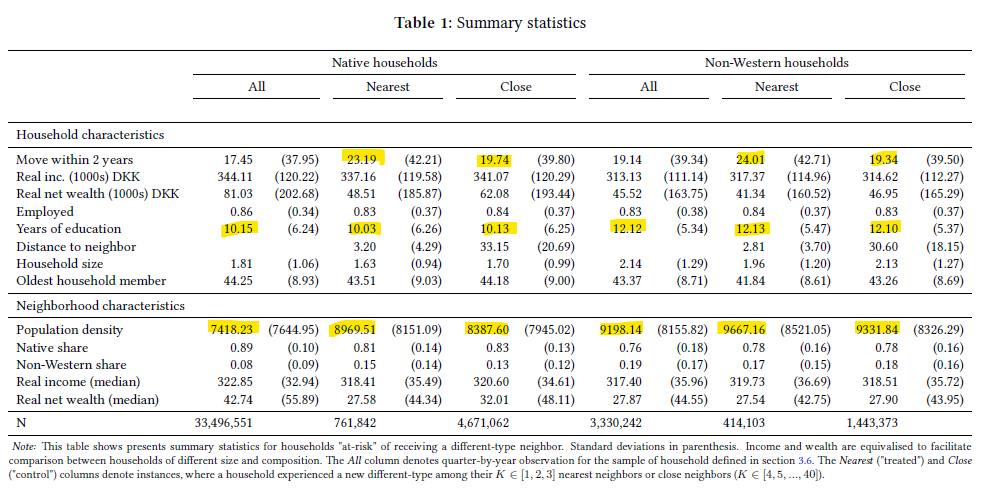 Table 1: Summary statistics
Native households Non-Western households
All Nearest Close All Nearest Close
Household characteristics
Move within 2 years 17.45 (37.95) 23.19 (42.21) 19.74 (39.80) 19.14 (39.34) 24.01 (42.71) 19.34 (39.50)
Real inc. (1000s) DKK 344.11 (120.22) 337.16 (119.58) 341.07 (120.29) 313.13 (111.14) 317.37 (114.96) 314.62 (112.27)
Real net wealth (1000s) DKK 81.03 (202.68) 48.51 (185.87) 62.08 (193.44) 45.52 (163.75) 41.34 (160.52) 46.95 (165.29)
Employed 0.86 (0.34) 0.83 (0.37) 0.84 (0.37) 0.83 (0.38) 0.84 (0.37) 0.83 (0.37)
Years of education 10.15 (6.24) 10.03 (6.26) 10.13 (6.25) 12.12 (5.34) 12.13 (5.47) 12.10 (5.37)
Distance to neighbor 3.20 (4.29) 33.15 (20.69) 2.81 (3.70) 30.60 (18.15)
Household size 1.81 (1.06) 1.63 (0.94) 1.70 (0.99) 2.14 (1.29) 1.96 (1.20) 2.13 (1.27)
Oldest household member 44.25 (8.93) 43.51 (9.03) 44.18 (9.00) 43.37 (8.71) 41.84 (8.61) 43.26 (8.69)
Neighborhood characteristics
Population density 7418.23 (7644.95) 8969.51 (8151.09) 8387.60 (7945.02) 9198.14 (8155.82) 9667.16 (8521.05) 9331.84 (8326.29)
Native share 0.89 (0.10) 0.81 (0.14) 0.83 (0.13) 0.76 (0.18) 0.78 (0.16) 0.78 (0.16)
Non-Western share 0.08 (0.09) 0.15 (0.14) 0.13 (0.12) 0.19 (0.17) 0.17 (0.15) 0.18 (0.16)
Real income (median) 322.85 (32.94) 318.41 (35.49) 320.60 (34.61) 317.40 (35.96) 319.73 (36.69) 318.51 (35.72)
Real net wealth (median) 42.74 (55.89) 27.58 (44.34) 32.01 (48.11) 27.87 (44.55) 27.54 (42.75) 27.90 (43.95)
N 33,496,551 761,842 4,671,062 3,330,242 414,103 1,443,373
Note: This table shows presents summary statistics for households "at-risk" of receiving a different-type neighbor. Standard deviations in parenthesis. Income and wealth are equivalised to facilitate
comparison between households of different size and composition. The All column denotes quarter-by-year observation for the sample of household defined in section 3.6. The Nearest ("treated") and Close
("control") columns denote instances, where a household experienced a new different-type among their K ∈ [1, 2, 3] nearest neighbors or close neighbors (K ∈ [4, 5, ..., 40]).